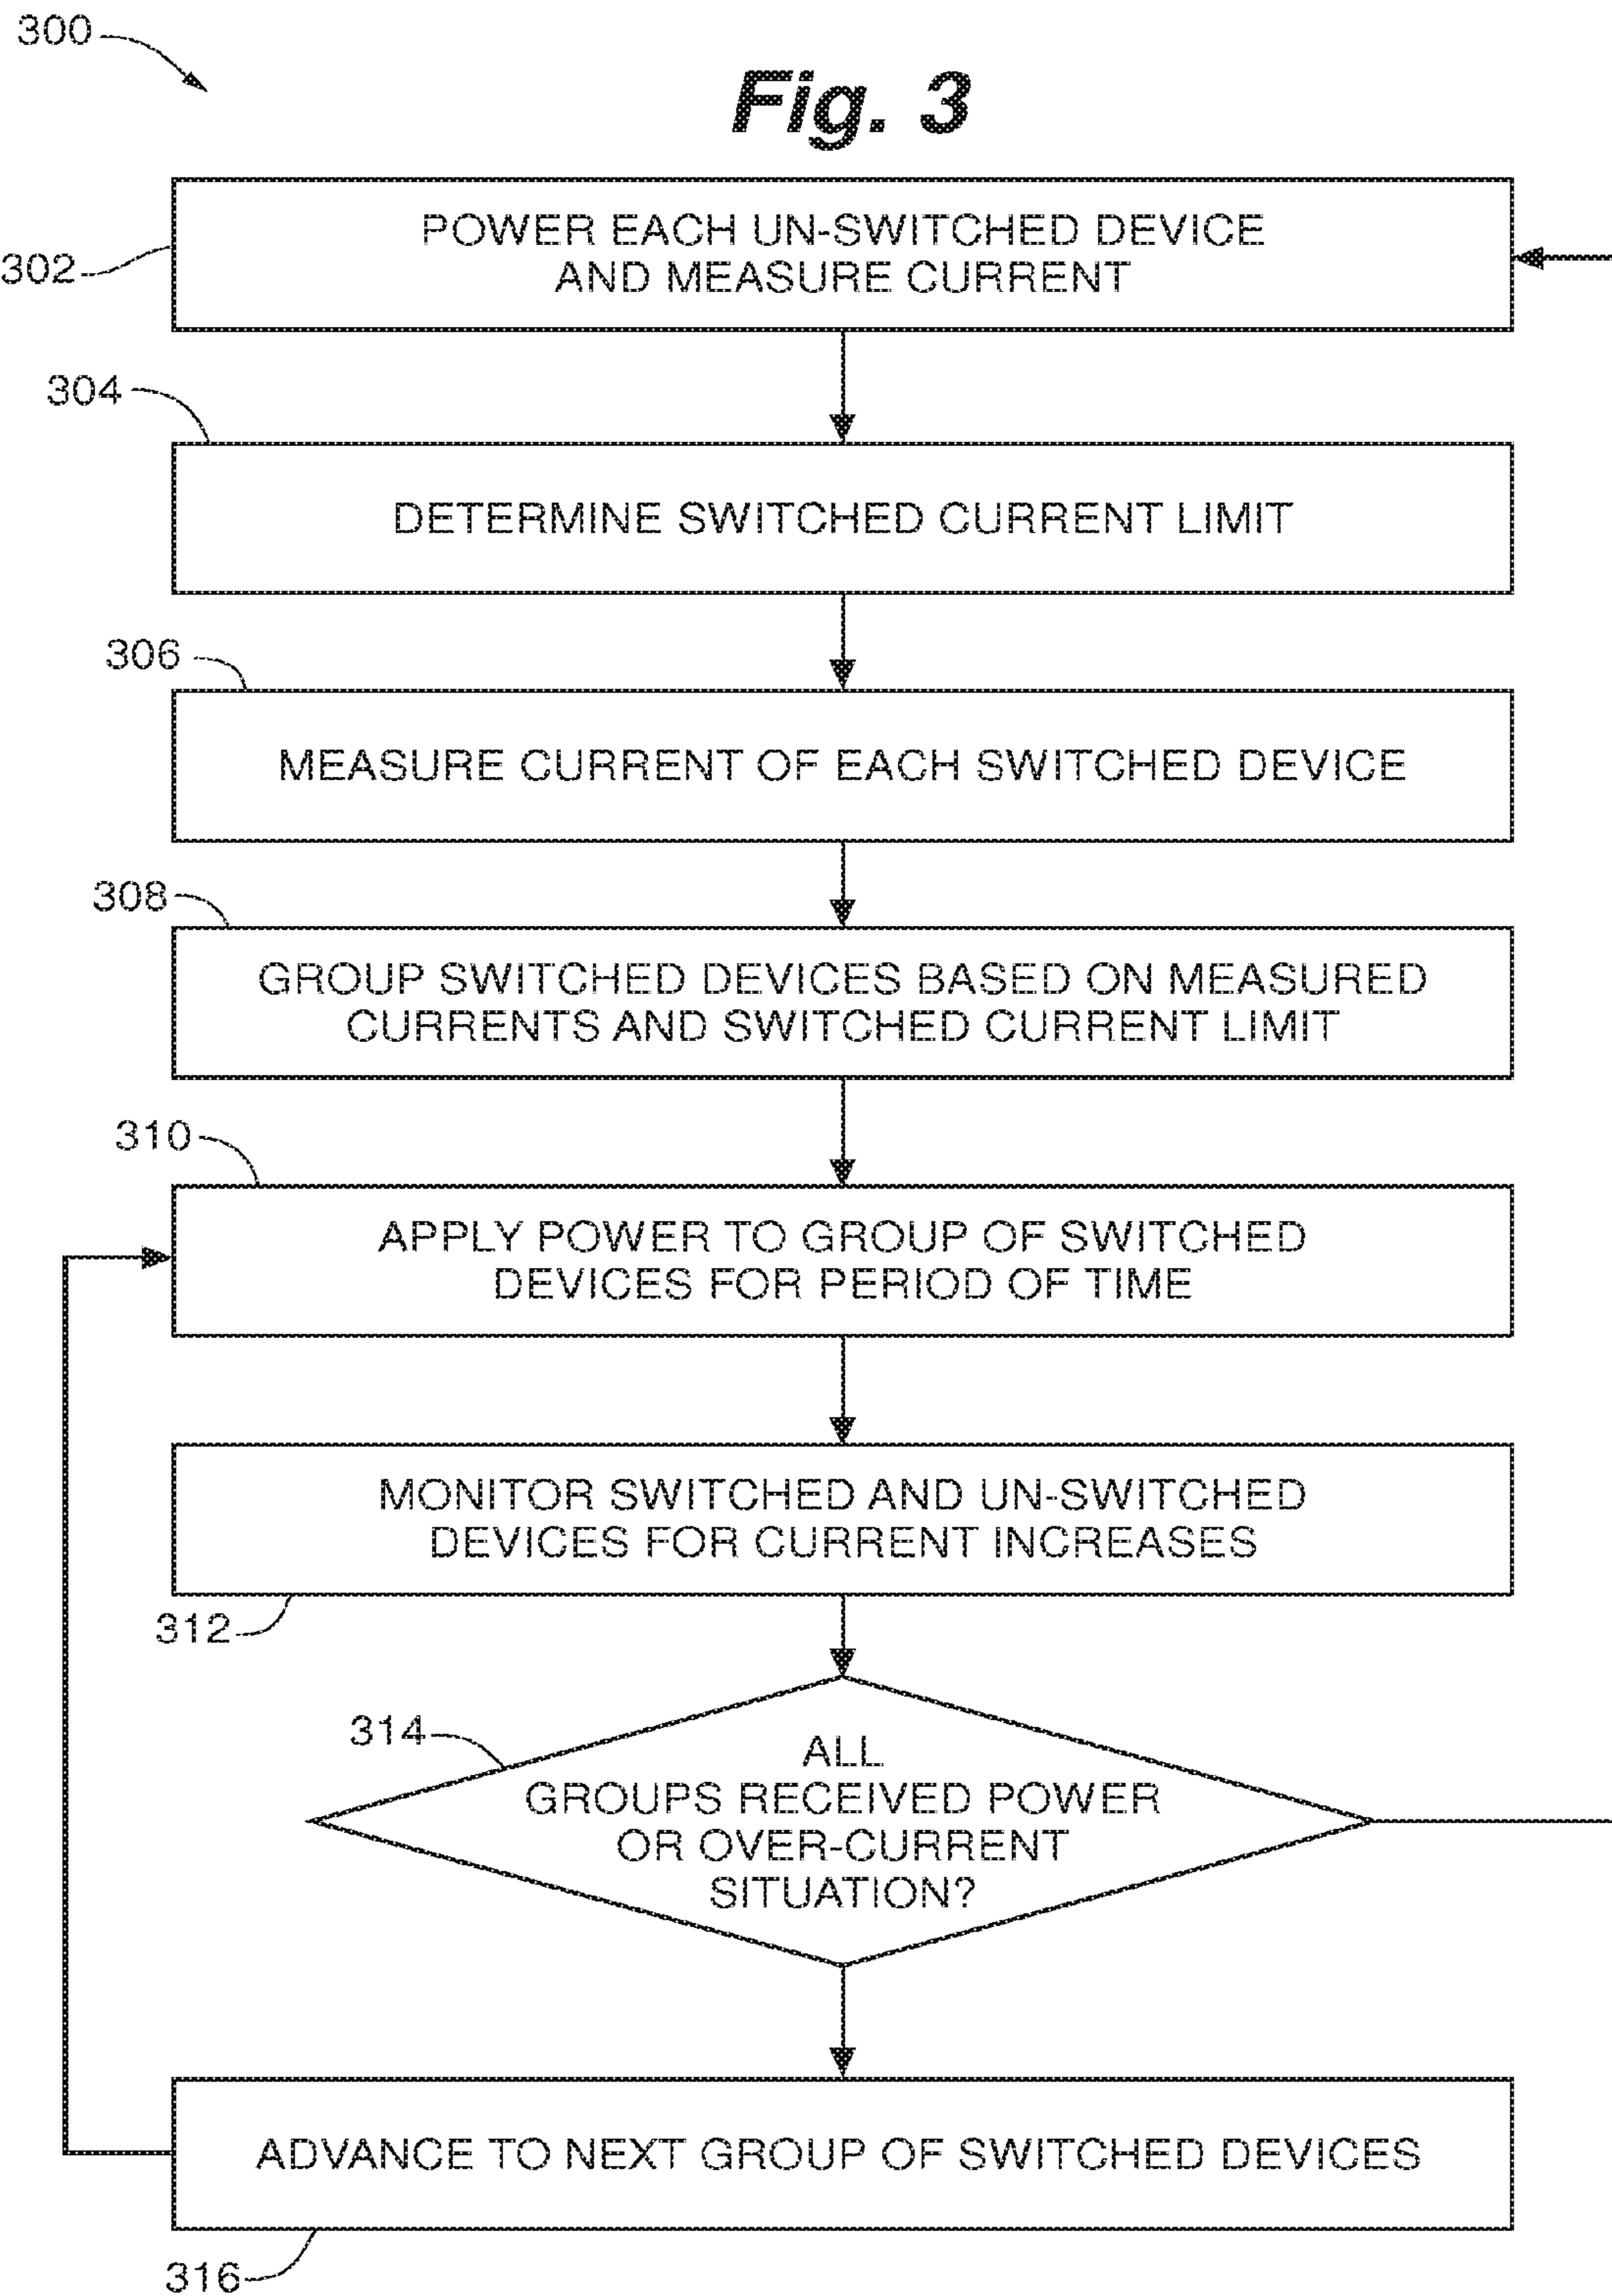 300
Fig. 3
POWER EACH UN-SWITCHED DEVICE
AND MEASURE CURRENT
302
304
DETERMINE SWITCHED CURRENT LIMIT
306
MEASURE CURRENT OF EACH SWITCHED DEVICE
308
GROUP SWITCHED DEVICES BASED ON MEASURED
CURRENTS AND SWITCHED CURRENT LIMIT
310
APPLY POWER TO GROUP OF SWITCHED
DEVICES FOR PERIOD OF TIME
MONITOR SWITCHED AND UN-SWITCHED
DEVICES FOR CURRENT INCREASES
312
314
ALL
GROUPS RECEIVED POWER
OR OVER-CURRENT
SITUATION?
ADVANCE TO NEXT GROUP OF SWITCHED DEVICES
316